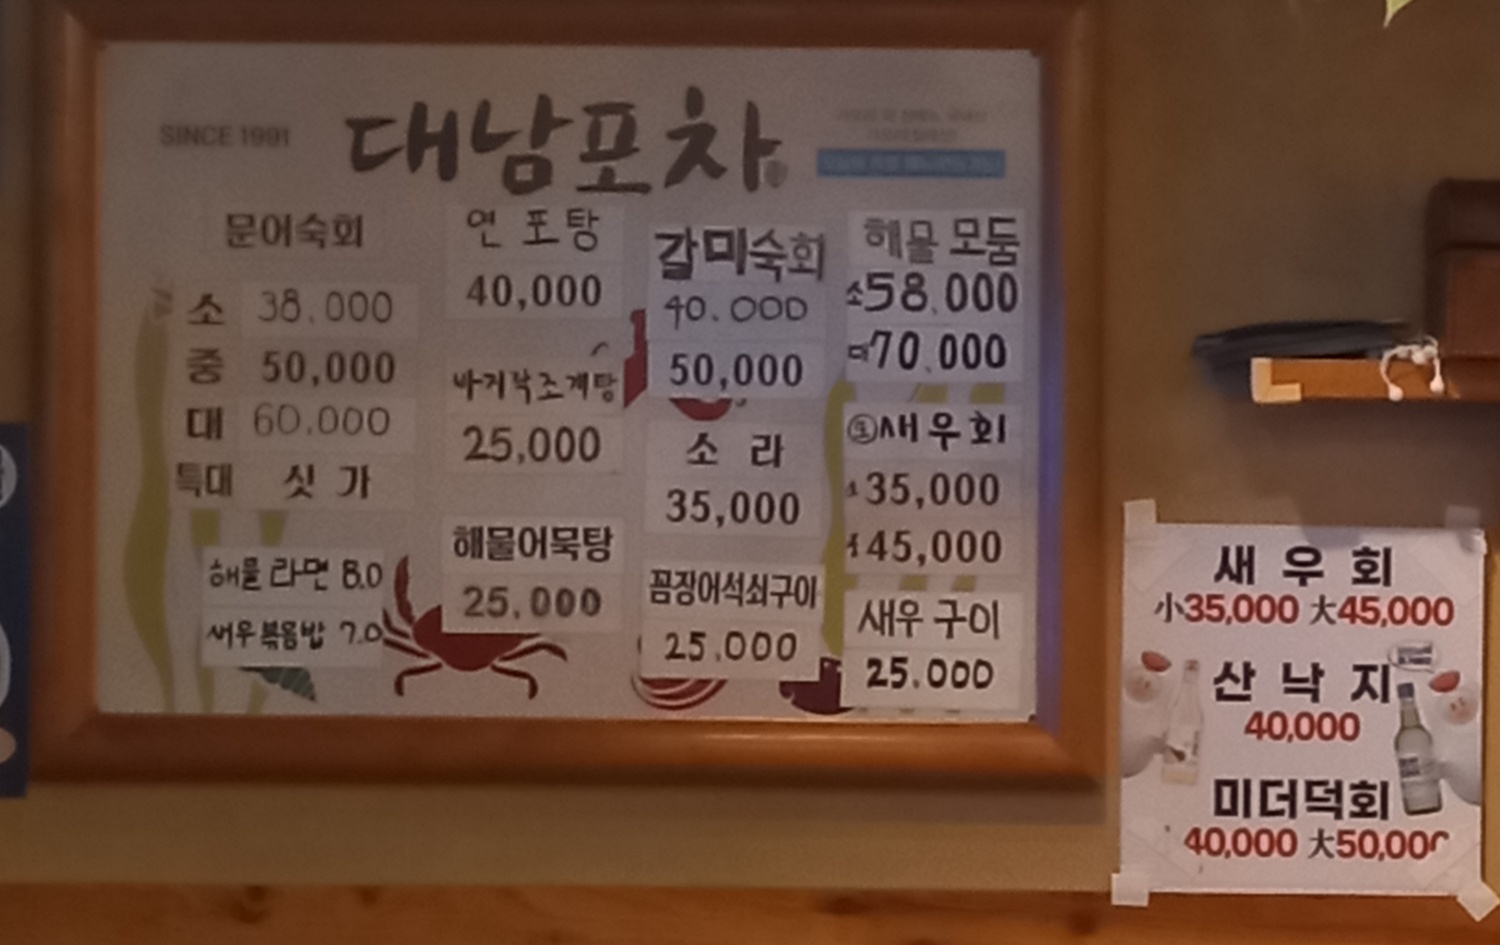 SINCE 1991
대남포차
문어숙회
소 38.000
중 50,000
대 60.000
특대 싯가
해물라면 8.0
새우볶음밥 7.0
연포탕
40,000
바지락조개탕
25,000
해물어묵탕
25.000
갈미숙회
40.000
50,000
소라
35,000
꼼장어석쇠구이
25.000
해물모둠
소58.000
대70.000
생새우회
35,000
45,000
새우구이
25.000
새우회
小35,000 大45,000
산낙지
40,000
미더덕회
40,000 大50,000